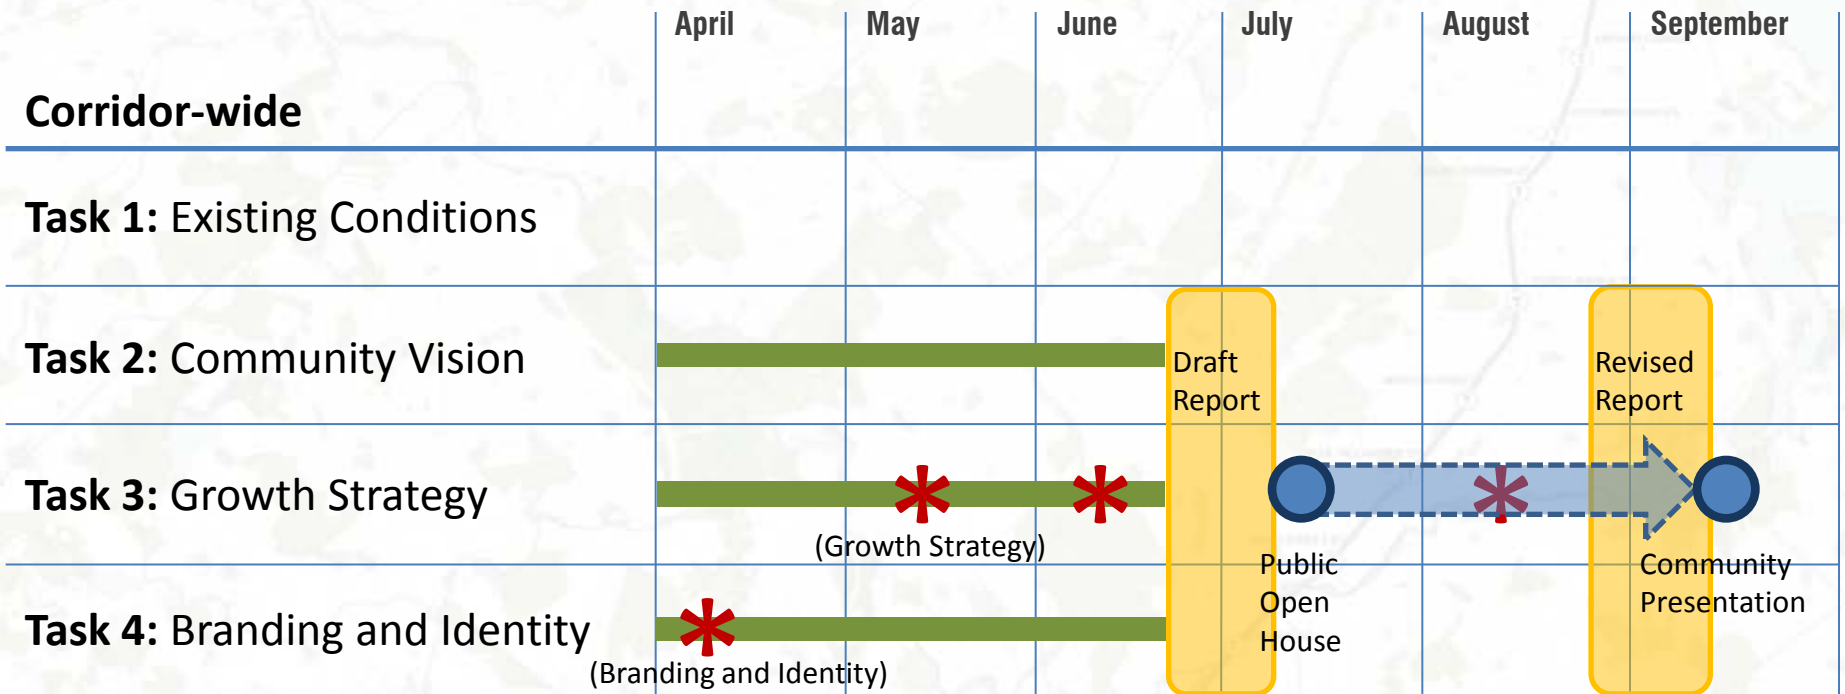 April May June July August September
Corridor-wide
Task 1: Existing Conditions
Task 2: Community Vision
Draft
Report
Revised
Report
Task 3: Growth Strategy
(Growth Strategy)
Public
Open
House
Community
Presentation
Task 4: Branding and Identity
(Branding and Identity)